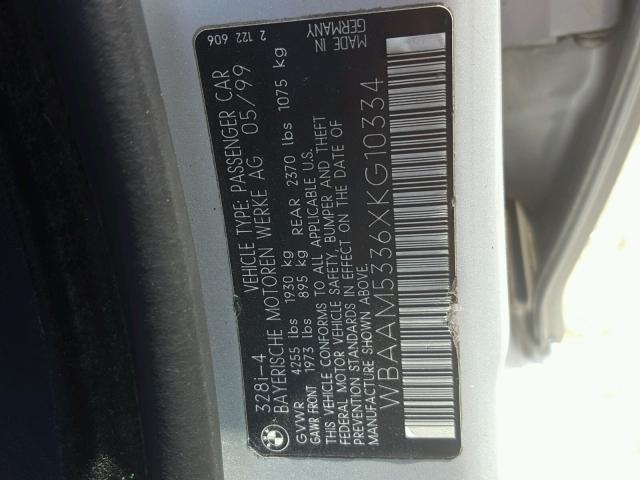 328i-4
VEHICLE TYPE: PASSENGER CAR
BAYERISCHE MOTOREN WERKE AG 05/99
GVWR 4255 lbs 1930 kg
GAWR FRONT 1973 lbs 895 kg REAR 2370 lbs 1075 kg
THIS VEHICLE CONFORMS TO ALL APPLICABLE U.S.
FEDERAL MOTOR VEHICLE SAFETY, BUMPER AND THEFT
PREVENTION STANDARDS IN EFFECT ON THE DATE OF
MANUFACTURE SHOWN ABOVE.
WBAAM5336XKG10334
2 122 606
MADE IN
GERMANY
BMW